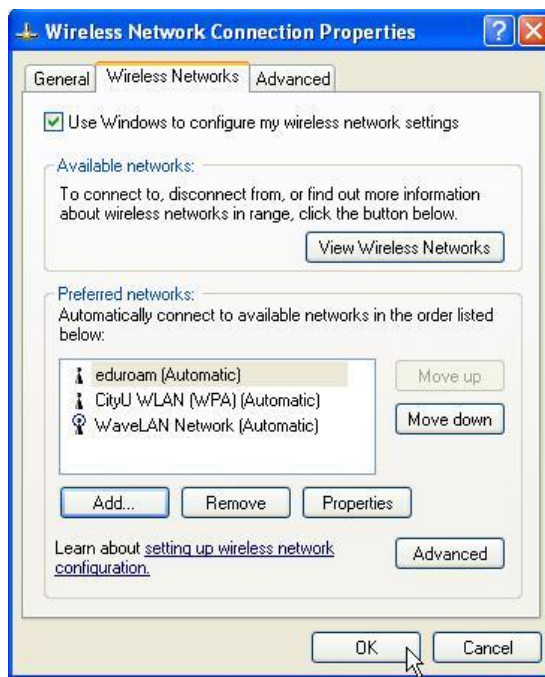 Wireless Network Connection Properties
General Wireless Networks Advanced
Use Windows to configure my wireless network settings
Available networks:
To connect to, disconnect from, or find out more information
about wireless networks in range, click the button below.
View Wireless Networks
Preferred networks:
Automatically connect to available networks in the order listed
below:
eduroam (Automatic)
Move up
CityU WLAN (WPA) (Automatic)
WaveLAN Network (Automatic)
Move down
Add... Remove Properties
Learn about setting up wireless network
configuration.
Advanced
OK Cancel